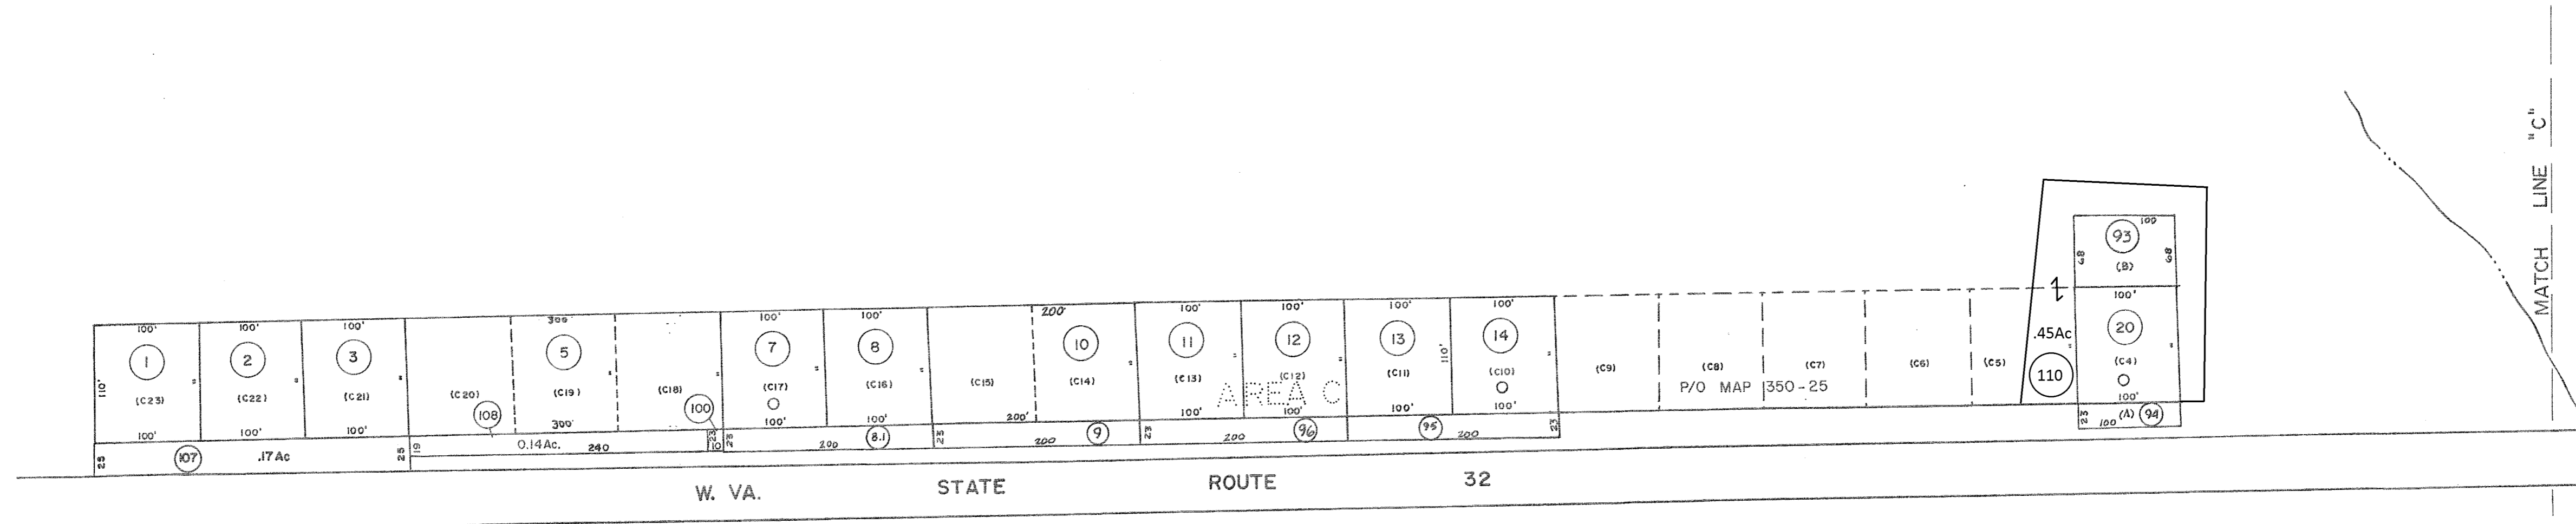 MATCH LINE "C"
100
93
68
68
(B)
100' 100' 100' 300' 100' 100' 200' 100' 100' 100' 100' 100'
1 2 3 5 7 8 10 11 12 13 14 .45Ac 20
110' 110'
(C23) (C22) (C21) (C20) (C19) (C18) (C17) (C16) (C15) (C14) (C13) (C12) (C11) (C10) (C9) (C8) (C7) (C6) (C5) 110 (C4)
AREA C
P/O MAP 350-25
108 100
100' 100' 100' 300' 100' 100' 200' 100' 100' 100' 100' 100'
25 107 .17Ac 25 19 0.14Ac. 240 23 10 23 200 8.1 23 200 9 23 200 96 95 200 23 23 100 (A) 94
W. VA. STATE ROUTE 32